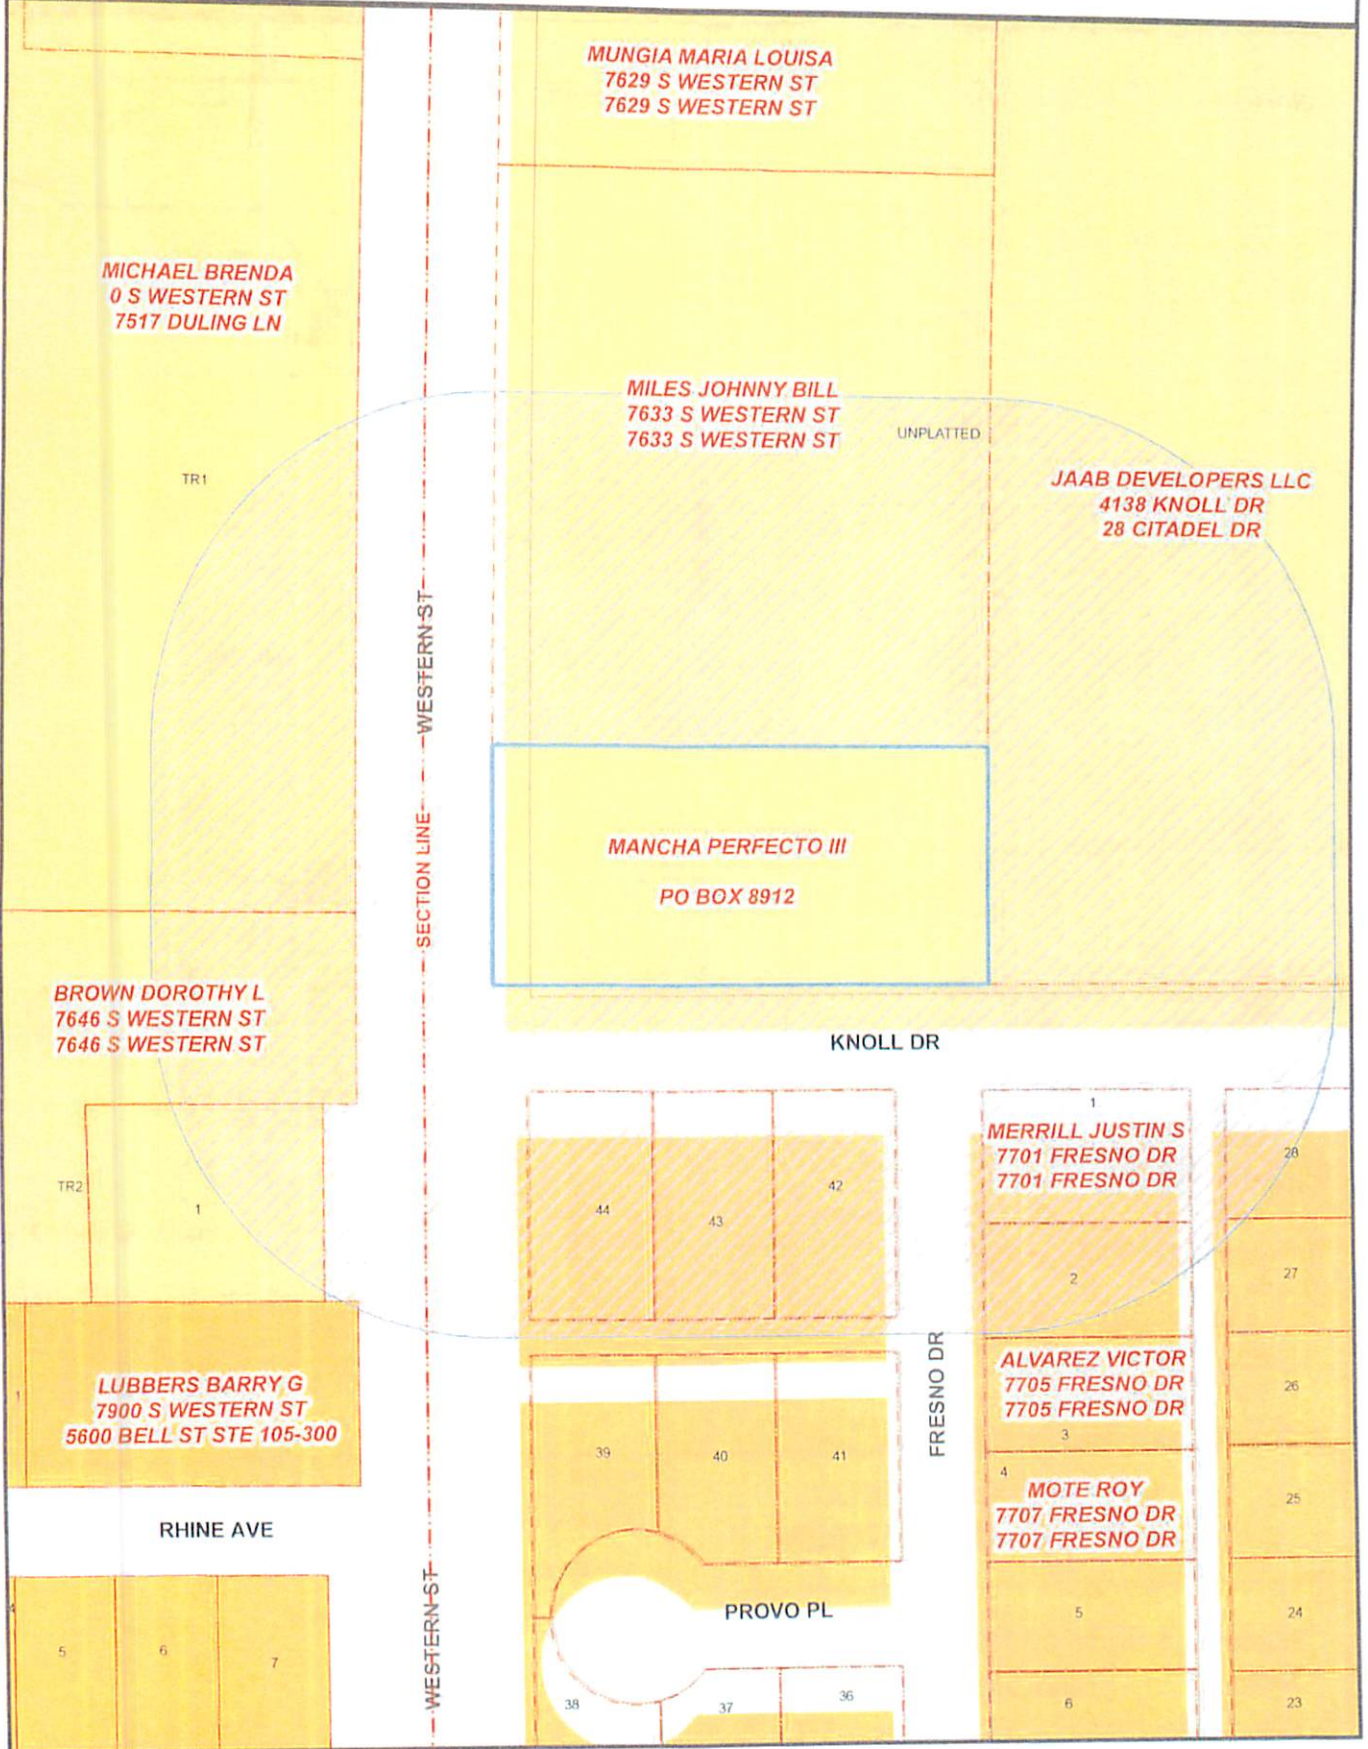 MUNGIA MARIA LOUISA
7629 S WESTERN ST
7629 S WESTERN ST
MICHAEL BRENDA
0 S WESTERN ST
7517 DULING LN
MILES JOHNNY BILL
7633 S WESTERN ST
7633 S WESTERN ST
UNPLATTED
TR1
JAAB DEVELOPERS LLC
4138 KNOLL DR
28 CITADEL DR
WESTERN ST
SECTION LINE
MANCHA PERFECTO III
PO BOX 8912
BROWN DOROTHY L
7646 S WESTERN ST
7646 S WESTERN ST
KNOLL DR
1
MERRILL JUSTIN S
7701 FRESNO DR
7701 FRESNO DR
28
TR2
1
44
43
42
2
27
FRESNO DR
ALVAREZ VICTOR
7705 FRESNO DR
7705 FRESNO DR
3
26
1
LUBBERS BARRY G
7900 S WESTERN ST
5600 BELL ST STE 105-300
39
40
41
4
MOTE ROY
7707 FRESNO DR
7707 FRESNO DR
25
RHINE AVE
WESTERN ST
PROVO PL
5
24
4
5
6
7
38
37
36
6
23